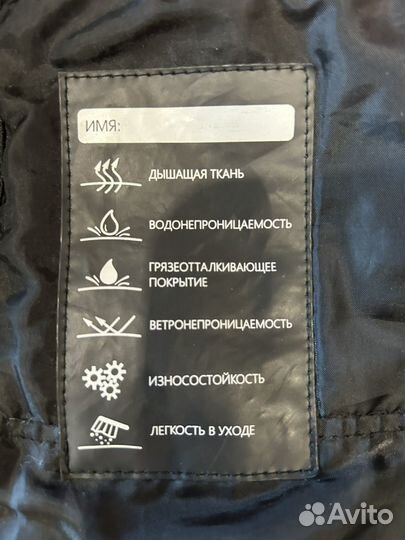 ИМЯ:
ДЫШАЩАЯ ТКАНЬ
ВОДОНЕПРОНИЦАЕМОСТЬ
ГРЯЗЕОТТАЛКИВАЮЩЕЕ
ПОКРЫТИЕ
ВЕТРОНЕПРОНИЦАЕМОСТЬ
ИЗНОСОСТОЙКОСТЬ
ЛЕГКОСТЬ В УХОДЕ
Avito